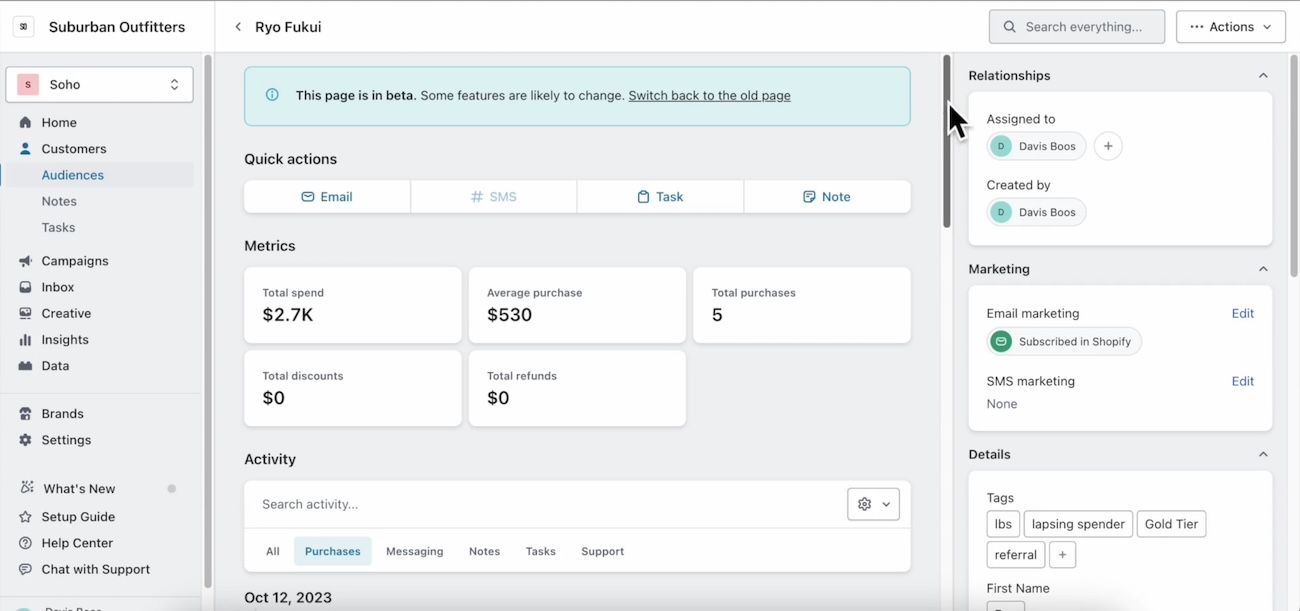 SO
Suburban Outfitters
Ryo Fukui
Search everything...
Actions
S
Soho
Home
Customers
Audiences
Notes
Tasks
Campaigns
Inbox
Creative
Insights
Data
Brands
Settings
What's New
Setup Guide
Help Center
Chat with Support
Davis Boos
This page is in beta. Some features are likely to change. Switch back to the old page
Quick actions
Email
# SMS
Task
Note
Metrics
Total spend
$2.7K
Average purchase
$530
Total purchases
5
Total discounts
$0
Total refunds
$0
Activity
Search activity...
All
Purchases
Messaging
Notes
Tasks
Support
Oct 12, 2023
Relationships
Assigned to
D
Davis Boos
+
Created by
D
Davis Boos
Marketing
Email marketing
Edit
Subscribed in Shopify
SMS marketing
Edit
None
Details
Tags
lbs
lapsing spender
Gold Tier
referral
+
First Name